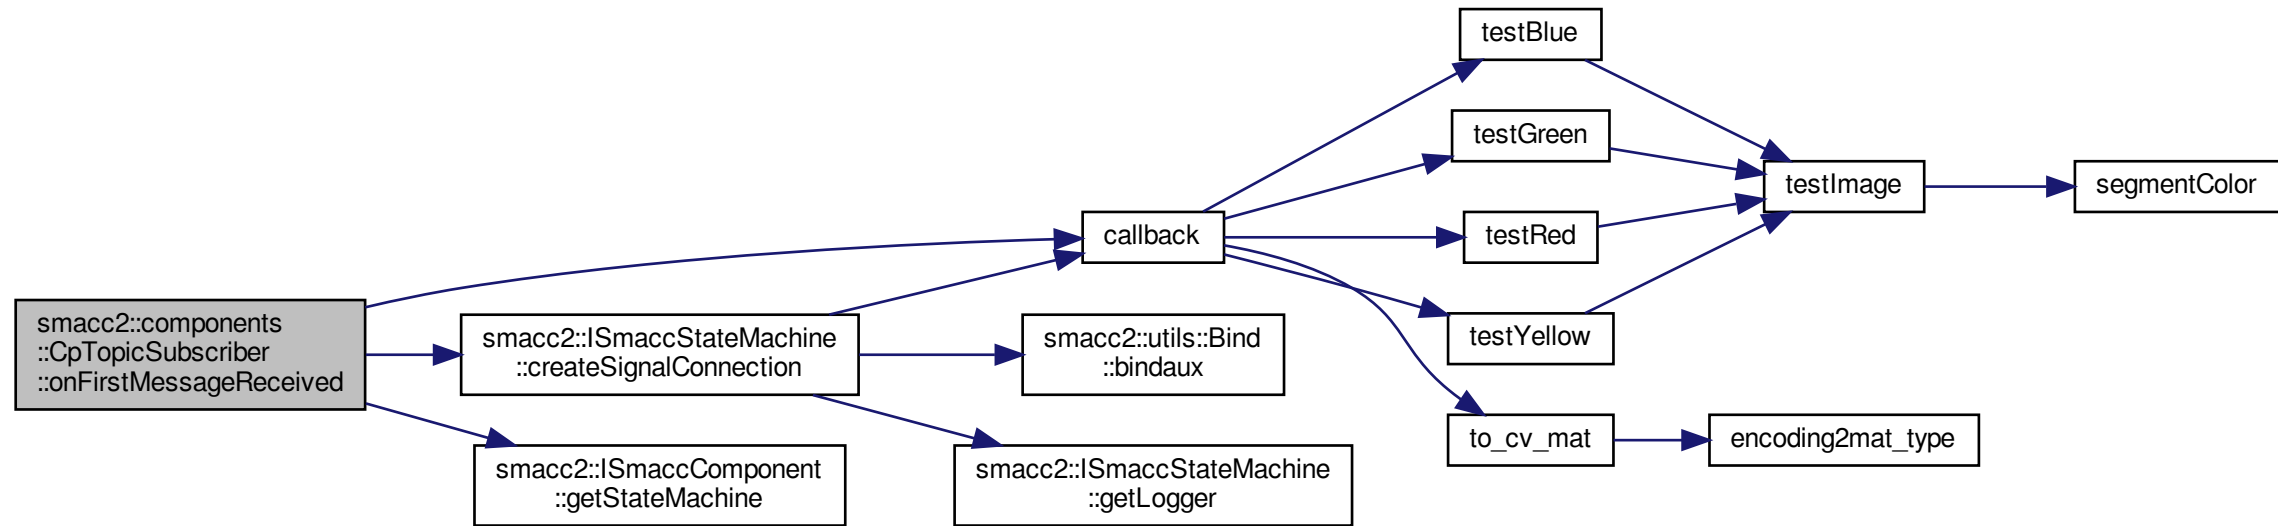 smacc2::components
::CpTopicSubscriber
::onFirstMessageReceived
smacc2::ISmaccStateMachine
::createSignalConnection
smacc2::ISmaccComponent
::getStateMachine
callback
smacc2::utils::Bind
::bindaux
smacc2::ISmaccStateMachine
::getLogger
testBlue
testGreen
testRed
testYellow
to_cv_mat
testImage
encoding2mat_type
segmentColor